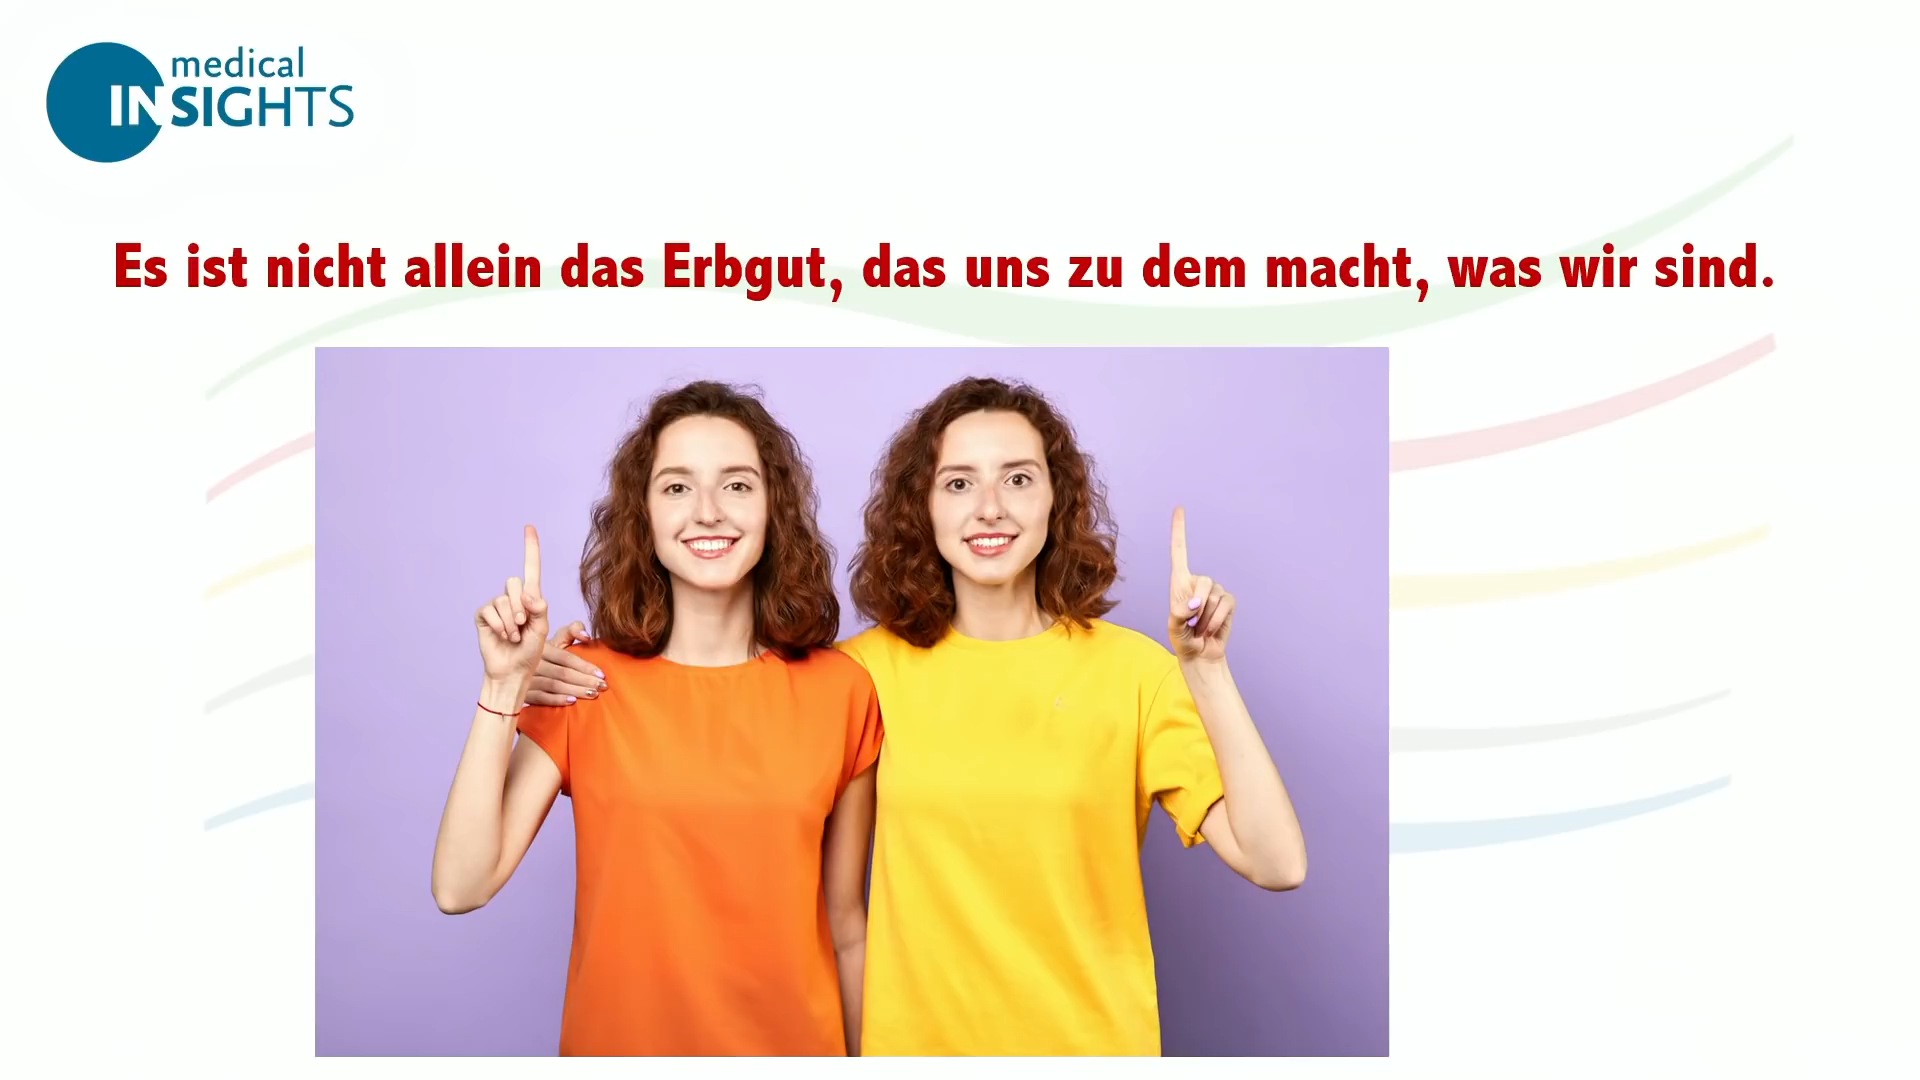 medical
INSIGHTS
Es ist nicht allein das Erbgut, das uns zu dem macht, was wir sind.